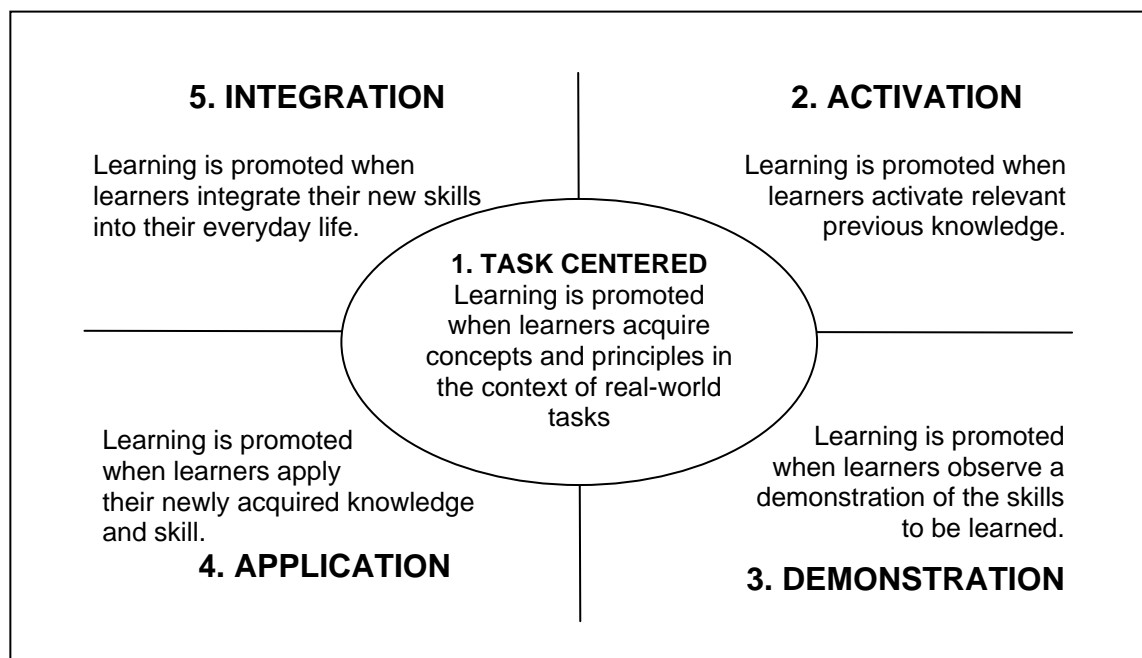 5. INTEGRATION
Learning is promoted when
learners integrate their new skills
into their everyday life.
2. ACTIVATION
Learning is promoted when
learners activate relevant
previous knowledge.
1. TASK CENTERED
Learning is promoted
when learners acquire
concepts and principles in
the context of real-world
tasks
Learning is promoted
when learners apply
their newly acquired knowledge
and skill.
4. APPLICATION
Learning is promoted
when learners observe a
demonstration of the skills
to be learned.
3. DEMONSTRATION